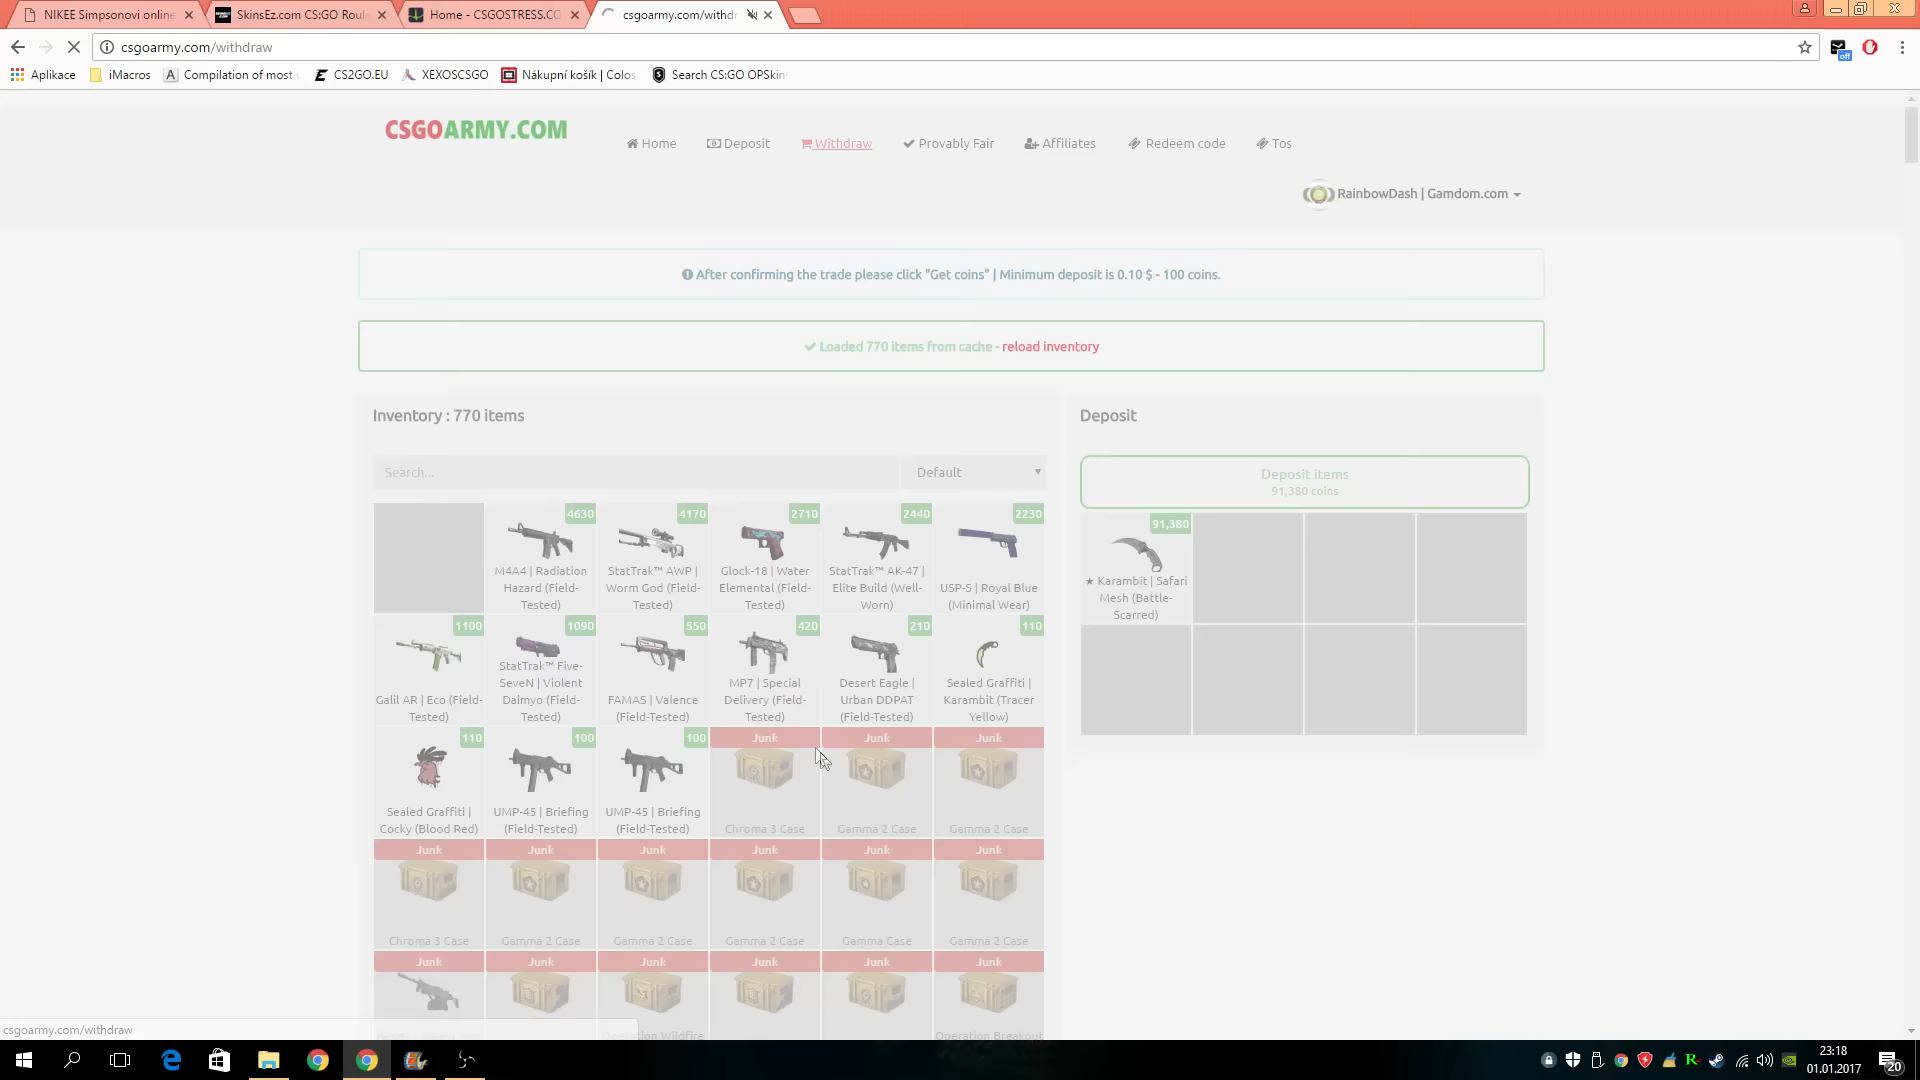 NIKEE Simpsonovi online
SkinsEz.com CS:GO Roul
Home - CSGOSTRESS.CO
csgoarmy.com/withdr
csgoarmy.com/withdraw
Aplikace
iMacros
Compilation of most
CS2GO.EU
XEXOSCSGO
Nákupní košík | Colos
Search CS:GO OPSkin
off
CSGOARMY.COM
Home
Deposit
Withdraw
Provably Fair
Affiliates
Redeem code
Tos
RainbowDash | Gamdom.com
After confirming the trade please click "Get coins" | Minimum deposit is 0.10 $ - 100 coins.
Loaded 770 items from cache - reload inventory
Inventory : 770 items
Search...
Default
4630
M4A4 | Radiation
Hazard (Field-
Tested)
4170
StatTrak™ AWP |
Worm God (Field-
Tested)
2710
Glock-18 | Water
Elemental (Field-
Tested)
2440
StatTrak™ AK-47 |
Elite Build (Well-
Worn)
2230
USP-S | Royal Blue
(Minimal Wear)
1100
Galil AR | Eco (Field-
Tested)
1090
StatTrak™ Five-
SeveN | Violent
Daimyo (Field-
Tested)
550
FAMAS | Valence
(Field-Tested)
420
MP7 | Special
Delivery (Field-
Tested)
210
Desert Eagle |
Urban DDPAT
(Field-Tested)
110
Sealed Graffiti |
Karambit (Tracer
Yellow)
110
Sealed Graffiti |
Cocky (Blood Red)
100
UMP-45 | Briefing
(Field-Tested)
100
UMP-45 | Briefing
(Field-Tested)
Junk
Chroma 3 Case
Junk
Gamma 2 Case
Junk
Gamma 2 Case
Junk
Chroma 3 Case
Junk
Gamma 2 Case
Junk
Gamma 2 Case
Junk
Gamma 2 Case
Junk
Gamma Case
Junk
Gamma 2 Case
Junk
Junk
Junk
Operation Wildfire
Junk
Junk
Junk
Operation Breakout
Deposit
Deposit items
91,380 coins
91,380
★ Karambit | Safari
Mesh (Battle-
Scarred)
csgoarmy.com/withdraw
23:18
01.01.2017
20